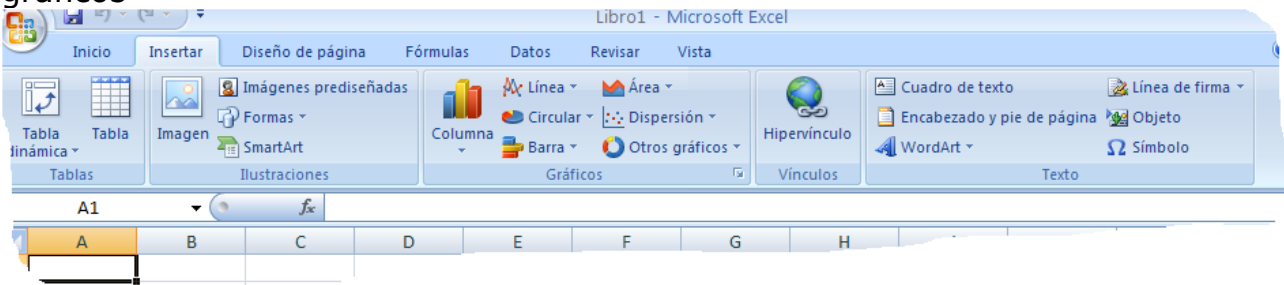 gráficos
Libro1 - Microsoft Excel
Inicio Insertar Diseño de página Fórmulas Datos Revisar Vista
Tabla dinámica
Tabla
Tablas
Imagen
Imágenes prediseñadas
Formas
SmartArt
Ilustraciones
Columna
Línea
Circular
Barra
Área
Dispersión
Otros gráficos
Gráficos
Hipervínculo
Vínculos
Cuadro de texto
Encabezado y pie de página
WordArt
Línea de firma
Objeto
Símbolo
Texto
A1 fx
A B C D E F G H